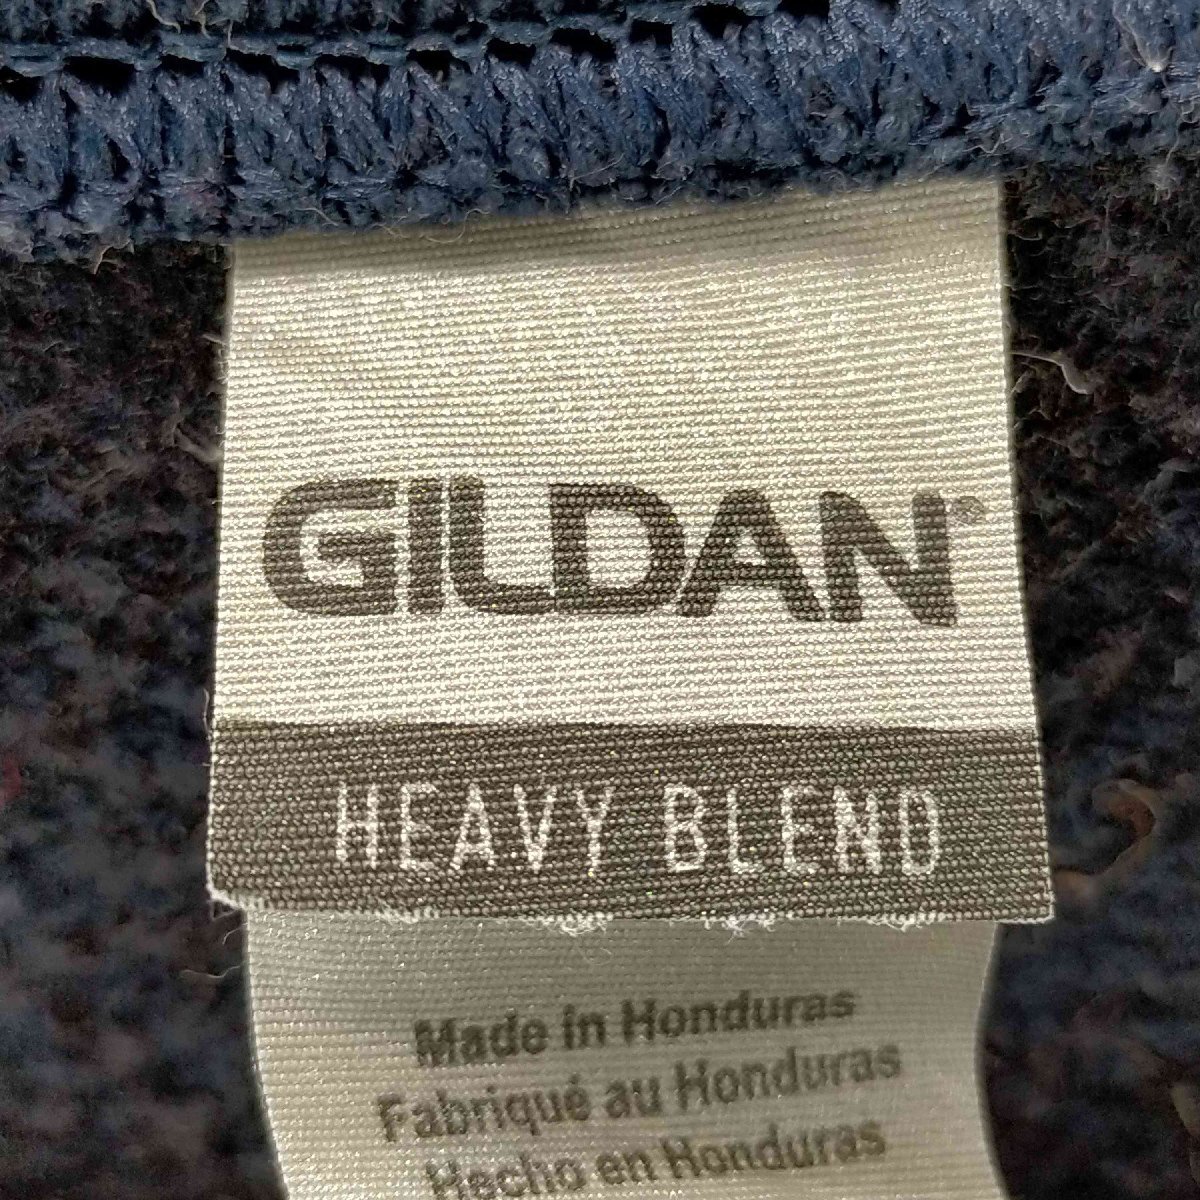 GILDAN®
HEAVY BLEND
Made in Honduras
Fabriqué au Honduras
Hecho en Honduras